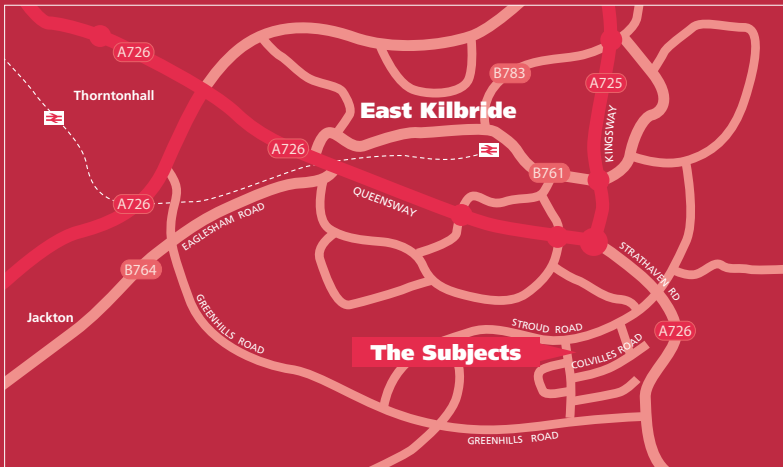 A726
B783
Thorntonhall
A725
East Kilbride
KINGSWAY
A726
B761
QUEENSWAY
A726
EAGLESHAM ROAD
STRATHAVEN RD
B764
GREENHILLS ROAD
Jackton
STROUD ROAD
A726
The Subjects
COLVILLES ROAD
GREENHILLS ROAD